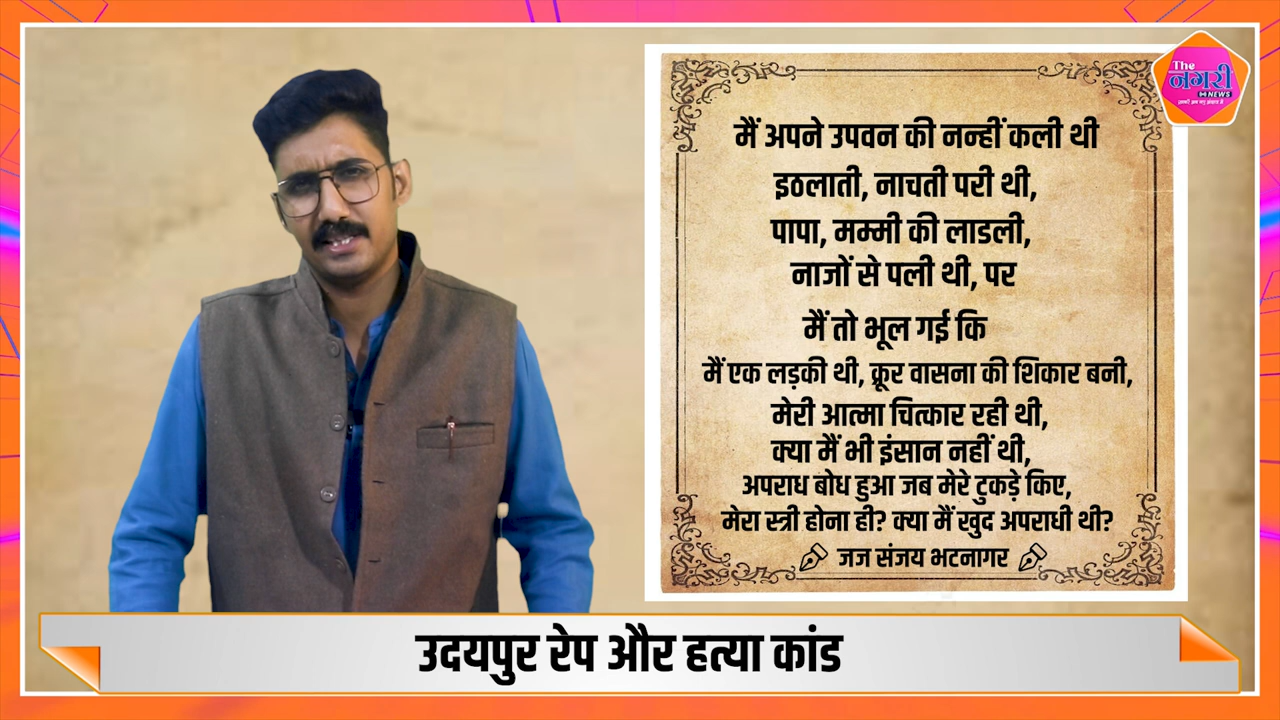 The
नगरी
NEWS
मैं अपने उपवन की नन्हीं कली थी
इठलाती, नाचती परी थी,
पापा, मम्मी की लाडली,
नाजों से पली थी, पर
मैं तो भूल गई कि
मैं एक लड़की थी, क्रूर वासना की शिकार बनी,
मेरी आत्मा चित्कार रही थी,
क्या मैं भी इंसान नहीं थी,
अपराध बोध हुआ जब मेरे टुकड़े किए,
मेरा स्त्री होना ही? क्या मैं खुद अपराधी थी?
जज संजय भटनागर
उदयपुर रेप और हत्या कांड